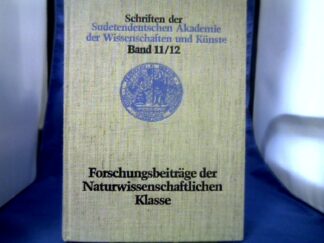 Schriften der
Sudetendeutschen Akademie
der Wissenschaften und Künste
Band 11/12
Forschungsbeiträge der
Naturwissenschaftlichen
Klasse